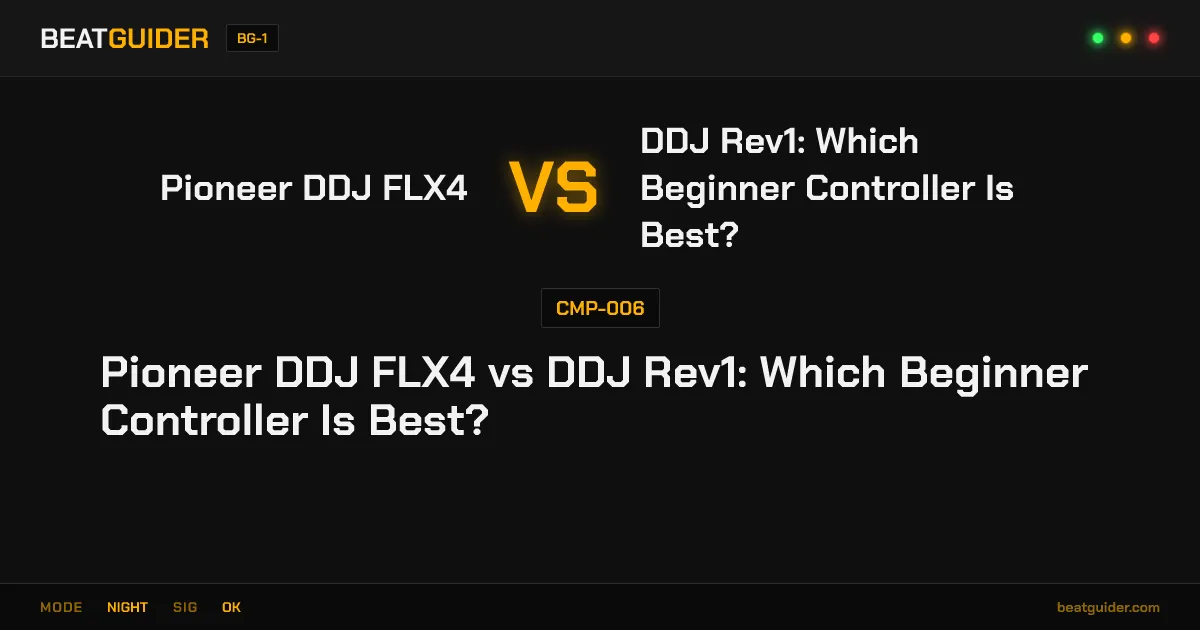 BEATGUIDER BG-1
Pioneer DDJ FLX4
VS
DDJ Rev1: Which
Beginner Controller Is
Best?
CMP-006
Pioneer DDJ FLX4 vs DDJ Rev1: Which Beginner
Controller Is Best?
MODE NIGHT SIG OK
beatguider.com